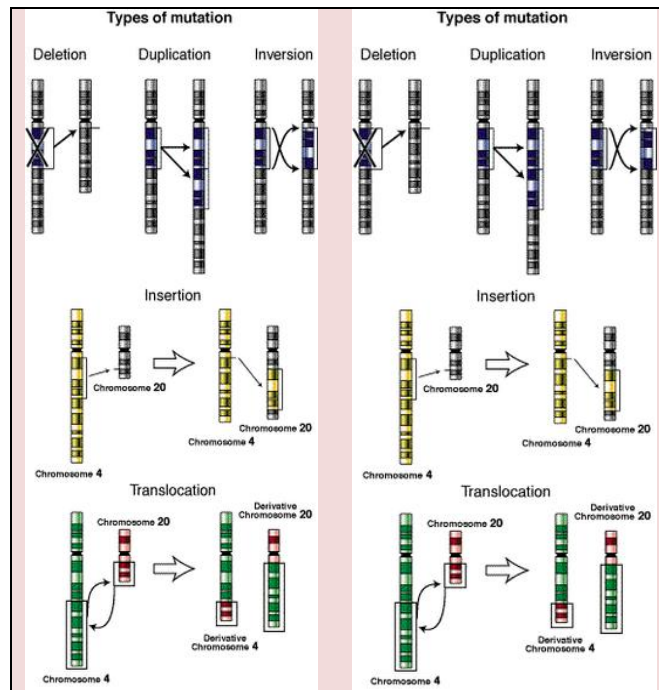 Types of mutation
Deletion Duplication Inversion
Insertion
Chromosome 20
Chromosome 20
Chromosome 4
Chromosome 4
Translocation
Derivative
Chromosome 20
Chromosome 20
Derivative
Chromosome 4
Chromosome 4
Types of mutation
Deletion Duplication Inversion
Insertion
Chromosome 20
Chromosome 20
Chromosome 4
Chromosome 4
Translocation
Derivative
Chromosome 20
Chromosome 20
Derivative
Chromosome 4
Chromosome 4